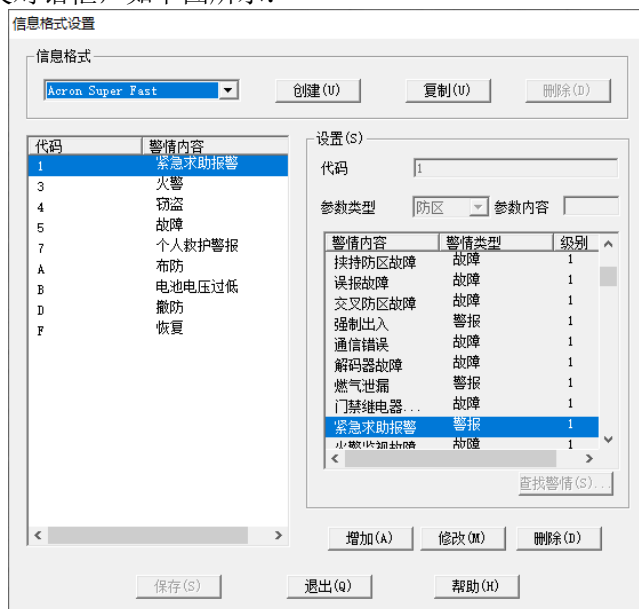 信息格式设置
信息格式
Acron Super Fast 创建(U) 复制(U) 删除(D)
代码 警情内容
1 紧急求助报警
3 火警
4 窃盗
5 故障
7 个人救护警报
A 布防
B 电池电压过低
D 撤防
F 恢复
设置(S)
代码 1
参数类型 防区 参数内容
警情内容 警情类型 级别
挟持防区故障 故障 1
误报故障 故障 1
交叉防区故障 故障 1
强制出入 警报 1
通信错误 故障 1
解码器故障 故障 1
燃气泄漏 警报 1
门禁继电器... 故障 1
紧急求助报警 警报 1
火警监视故障 故障 1
查找警情(S)...
增加(A) 修改(M) 删除(D)
保存(S) 退出(Q) 帮助(H)